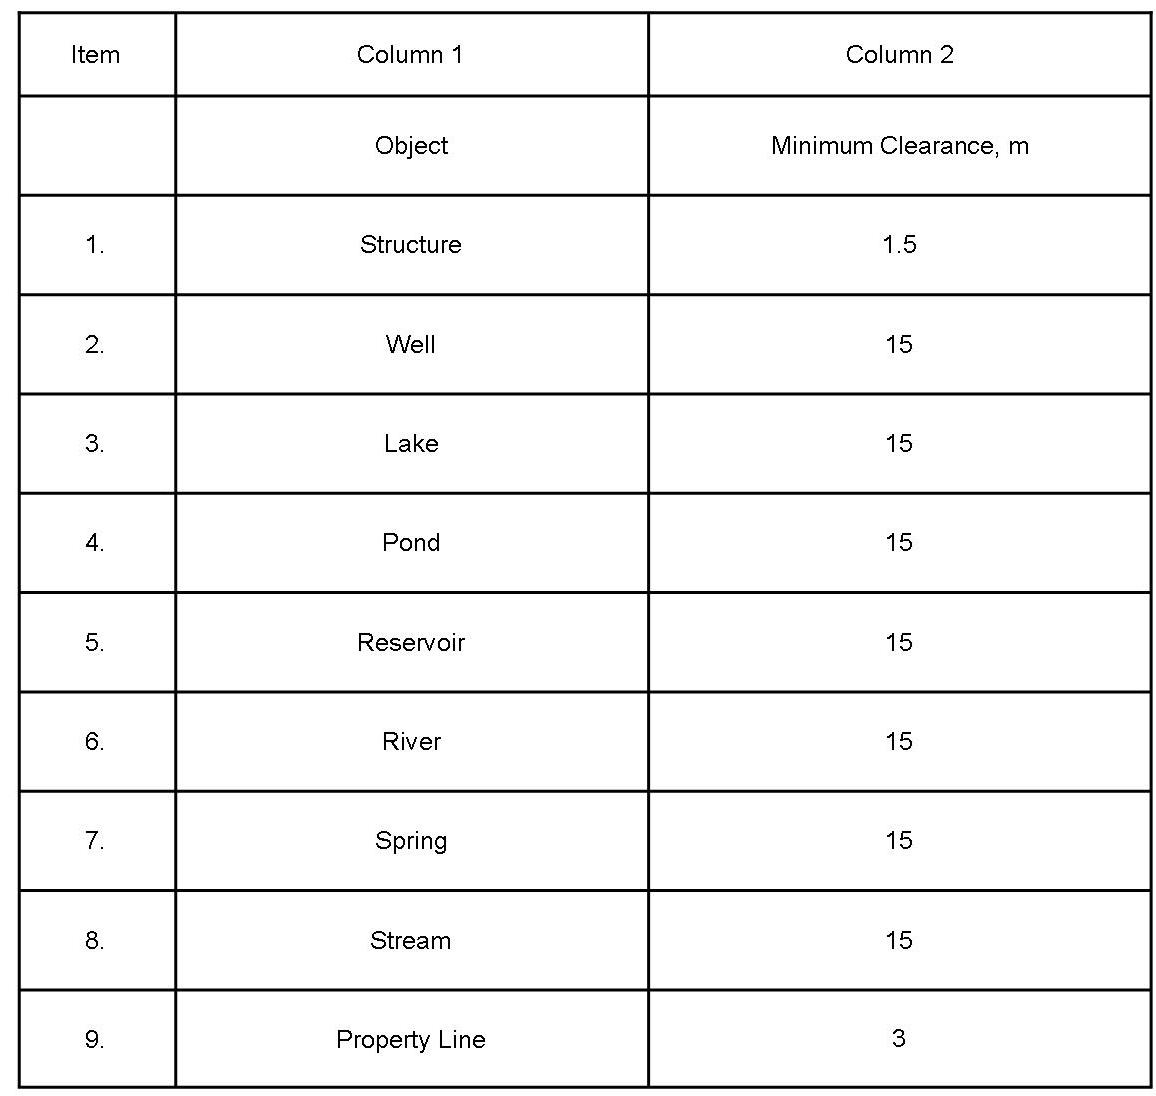 Item Column 1 Column 2
Object Minimum Clearance, m
1. Structure 1.5
2. Well 15
3. Lake 15
4. Pond 15
5. Reservoir 15
6. River 15
7. Spring 15
8. Stream 15
9. Property Line 3